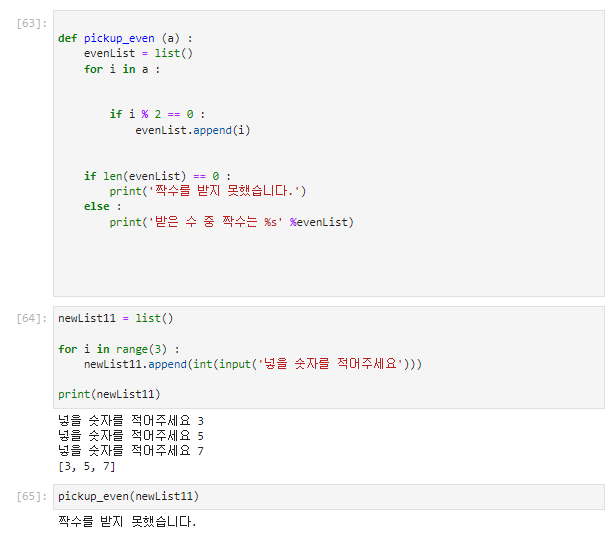 [63]:
def pickup_even (a) :
evenList = list()
for i in a :
if i % 2 == 0 :
evenList.append(i)
if len(evenList) == 0 :
print('짝수를 받지 못했습니다.')
else :
print('받은 수 중 짝수는 %s' %evenList)
[64]:
newList11 = list()
for i in range(3) :
newList11.append(int(input('넣을 숫자를 적어주세요')))
print(newList11)
넣을 숫자를 적어주세요 3
넣을 숫자를 적어주세요 5
넣을 숫자를 적어주세요 7
[3, 5, 7]
[65]:
pickup_even(newList11)
짝수를 받지 못했습니다.